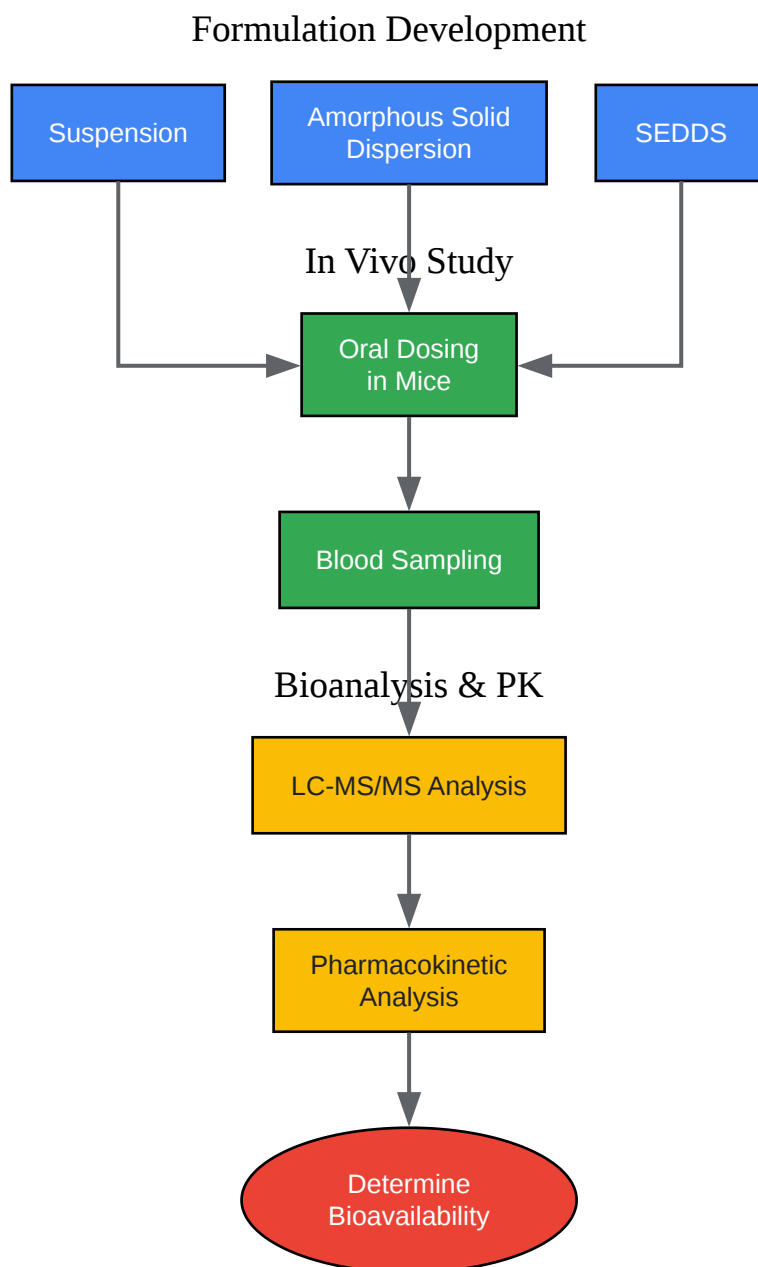 Formulation Development
Suspension
Amorphous Solid
Dispersion
SEDDS
In Vivo Study
Oral Dosing
in Mice
Blood Sampling
Bioanalysis & PK
LC-MS/MS Analysis
Pharmacokinetic
Analysis
Determine
Bioavailability